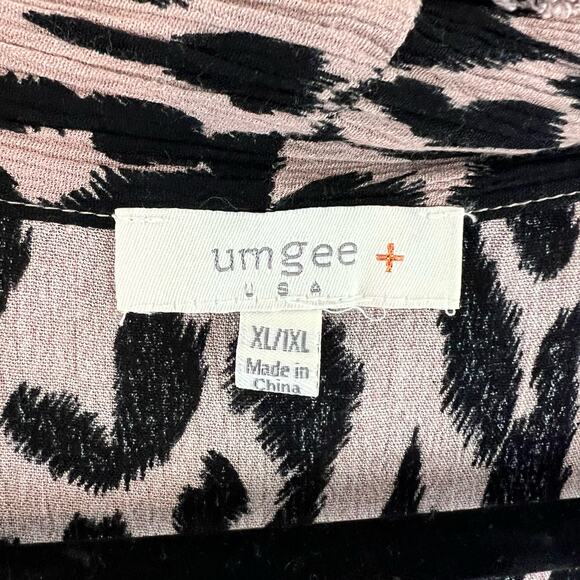 umgee +
USA
XL/1XL
Made in
China